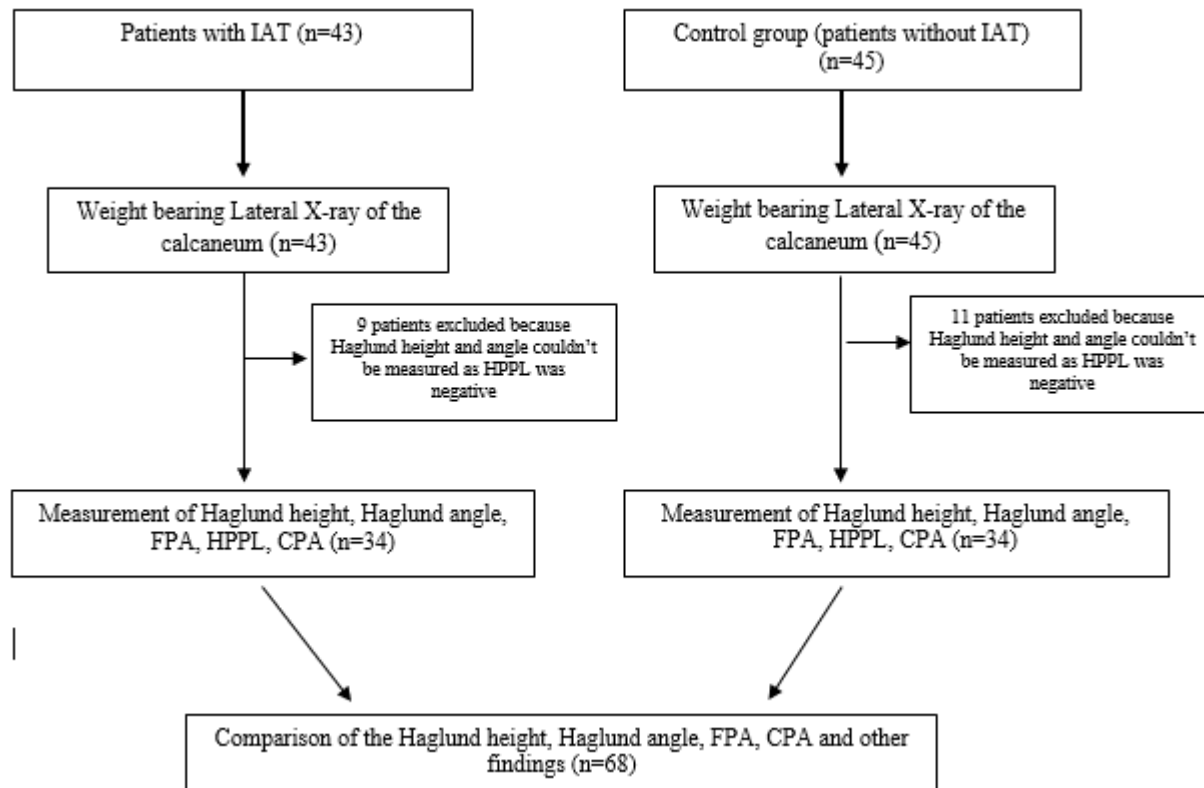 Patients with IAT (n=43)
Control group (patients without IAT)
(n=45)
Weight bearing Lateral X-ray of the
calcaneum (n=43)
Weight bearing Lateral X-ray of the
calcaneum (n=45)
9 patients excluded because
Haglund height and angle couldn’t
be measured as HPPL was
negative
11 patients excluded because
Haglund height and angle couldn’t
be measured as HPPL was
negative
Measurement of Haglund height, Haglund angle,
FPA, HPPL, CPA (n=34)
Measurement of Haglund height, Haglund angle,
FPA, HPPL, CPA (n=34)
Comparison of the Haglund height, Haglund angle, FPA, CPA and other
findings (n=68)